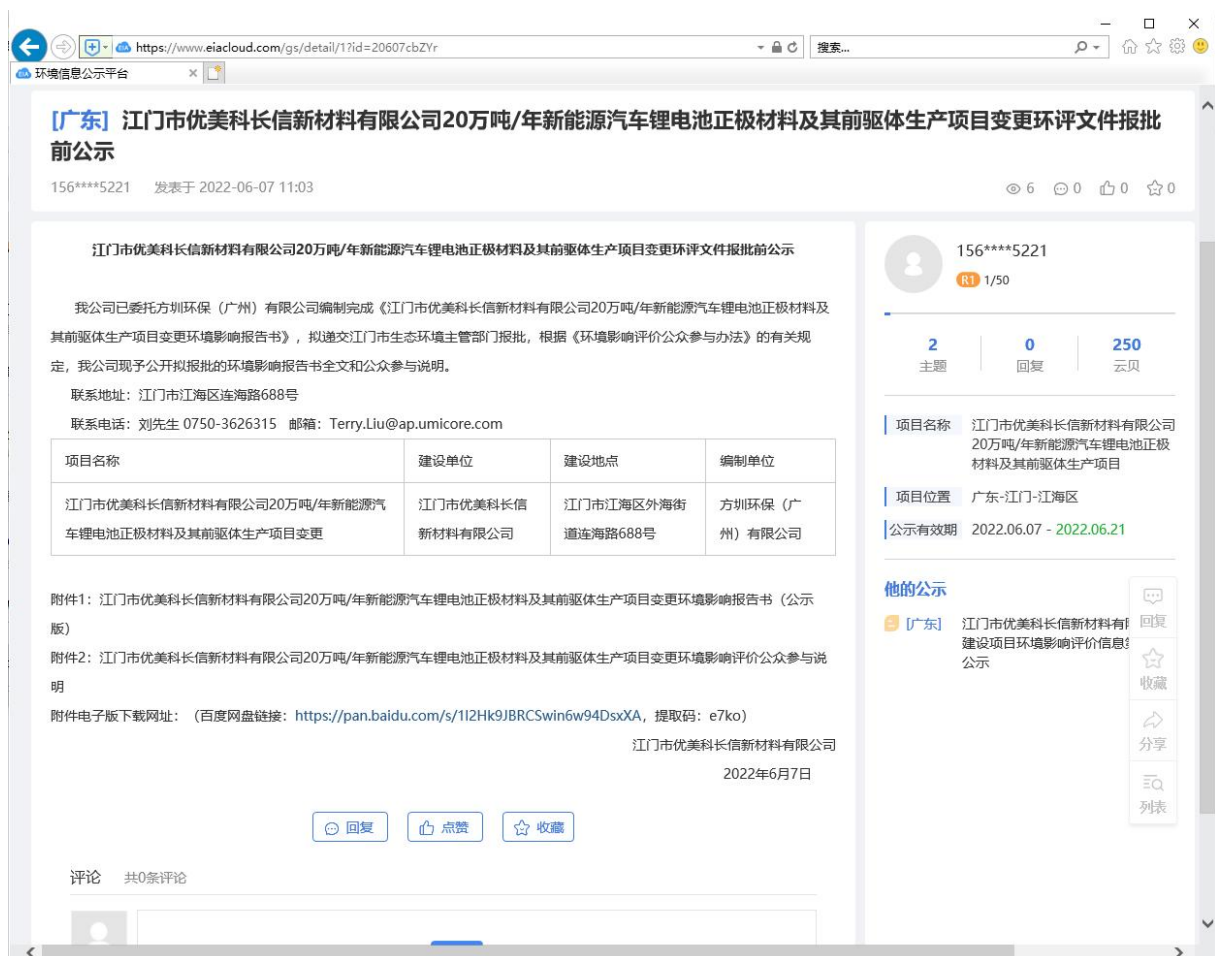 https://www.eiacloud.com/gs/detail/1?id=20607cbZYr
搜索...
环境信息公示平台
[广东] 江门市优美科长信新材料有限公司20万吨/年新能源汽车锂电池正极材料及其前驱体生产项目变更环评文件报批
前公示
156****5221 发表于 2022-06-07 11:03
6 0 0 0
江门市优美科长信新材料有限公司20万吨/年新能源汽车锂电池正极材料及其前驱体生产项目变更环评文件报批前公示
我公司已委托方圳环保（广州）有限公司编制完成《江门市优美科长信新材料有限公司20万吨/年新能源汽车锂电池正极材料及
其前驱体生产项目变更环境影响报告书》，拟递交江门市生态环境主管部门报批，根据《环境影响评价公众参与办法》的有关规
定，我公司现予公开拟报批的环境影响报告书全文和公众参与说明。
联系地址：江门市江海区连海路688号
联系电话：刘先生 0750-3626315 邮箱：Terry.Liu@ap.umicore.com
项目名称 建设单位 建设地点 编制单位
江门市优美科长信新材料有限公司20万吨/年新能源汽 江门市优美科长信 江门市江海区外海街 方圳环保（广
车锂电池正极材料及其前驱体生产项目变更 新材料有限公司 道连海路688号 州）有限公司
附件1：江门市优美科长信新材料有限公司20万吨/年新能源汽车锂电池正极材料及其前驱体生产项目变更环境影响报告书（公示
版）
附件2：江门市优美科长信新材料有限公司20万吨/年新能源汽车锂电池正极材料及其前驱体生产项目变更环境影响评价公众参与说
明
附件电子版下载网址：（百度网盘链接：https://pan.baidu.com/s/1I2Hk9JBRCSwin6w94DsxXA，提取码：e7ko）
江门市优美科长信新材料有限公司
2022年6月7日
回复 点赞 收藏
评论 共0条评论
156****5221
R1 1/50
2 0 250
主题 回复 云贝
项目名称 江门市优美科长信新材料有限公司
20万吨/年新能源汽车锂电池正极
材料及其前驱体生产项目
项目位置 广东-江门-江海区
公示有效期 2022.06.07 - 2022.06.21
他的公示
[广东] 江门市优美科长信新材料有
建设项目环境影响评价信息
公示
回复
收藏
分享
列表